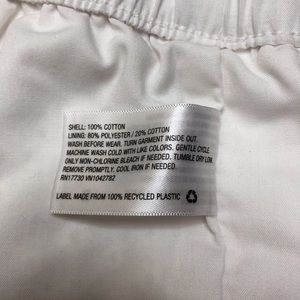 SHELL: 100% COTTON
LINING: 80% POLYESTER / 20% COTTON
WASH BEFORE WEAR. TURN GARMENT INSIDE OUT.
MACHINE WASH COLD WITH LIKE COLORS. GENTLE CYCLE
ONLY NON-CHLORINE BLEACH IF NEEDED. TUMBLE DRY LOW.
REMOVE PROMPTLY. COOL IRON IF NEEDED.
RN17730 VN1042782
LABEL MADE FROM 100% RECYCLED PLASTIC